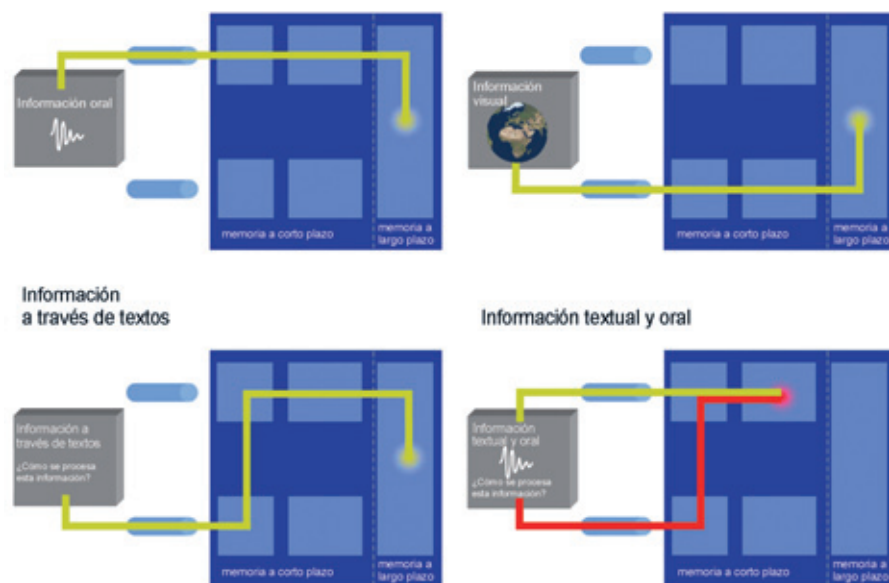 Información oral
memoria a corto plazo
memoria a
largo plazo
Información
visual
memoria a corto plazo
memoria a
largo plazo
Información
a través de textos
Información a
través de textos
¿Cómo se procesa
esta información?
memoria a corto plazo
memoria a
largo plazo
Información textual y oral
Información
textual y oral
¿Cómo se procesa
esta información?
memoria a corto plazo
memoria a
largo plazo